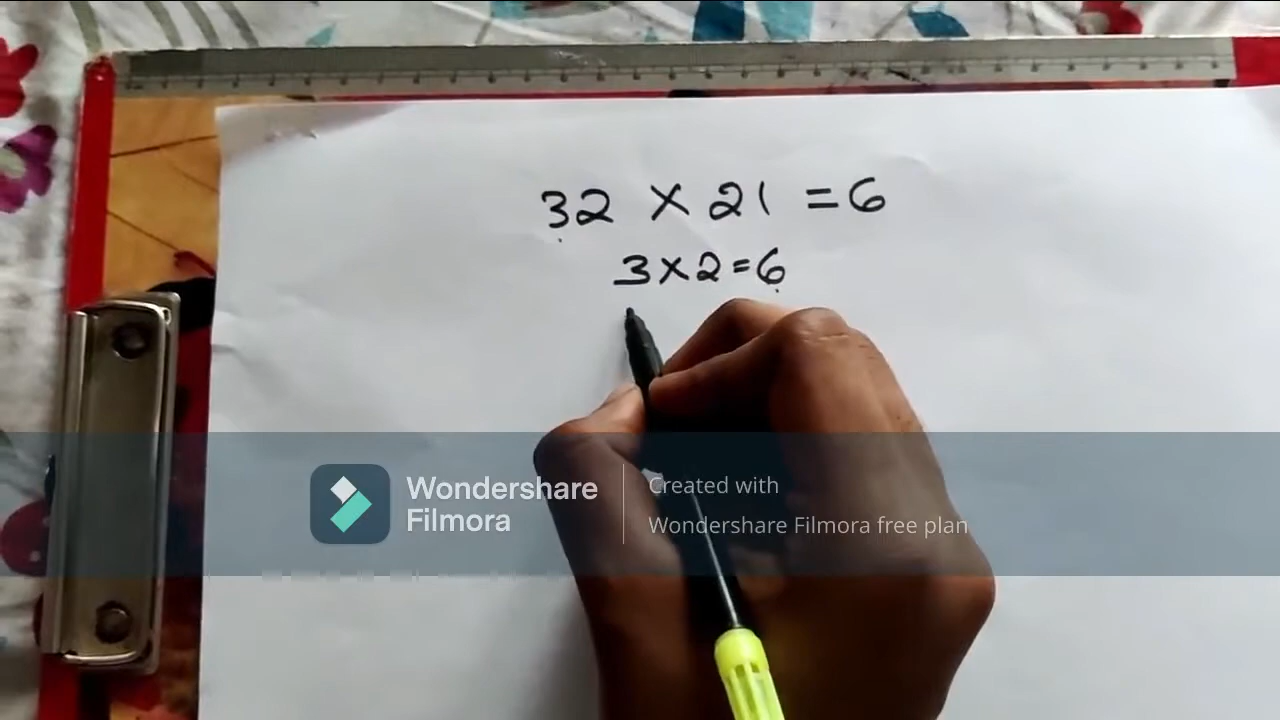 32 × 21 = 6
3×2=6
Wondershare
Filmora
Created with
Wondershare Filmora free plan